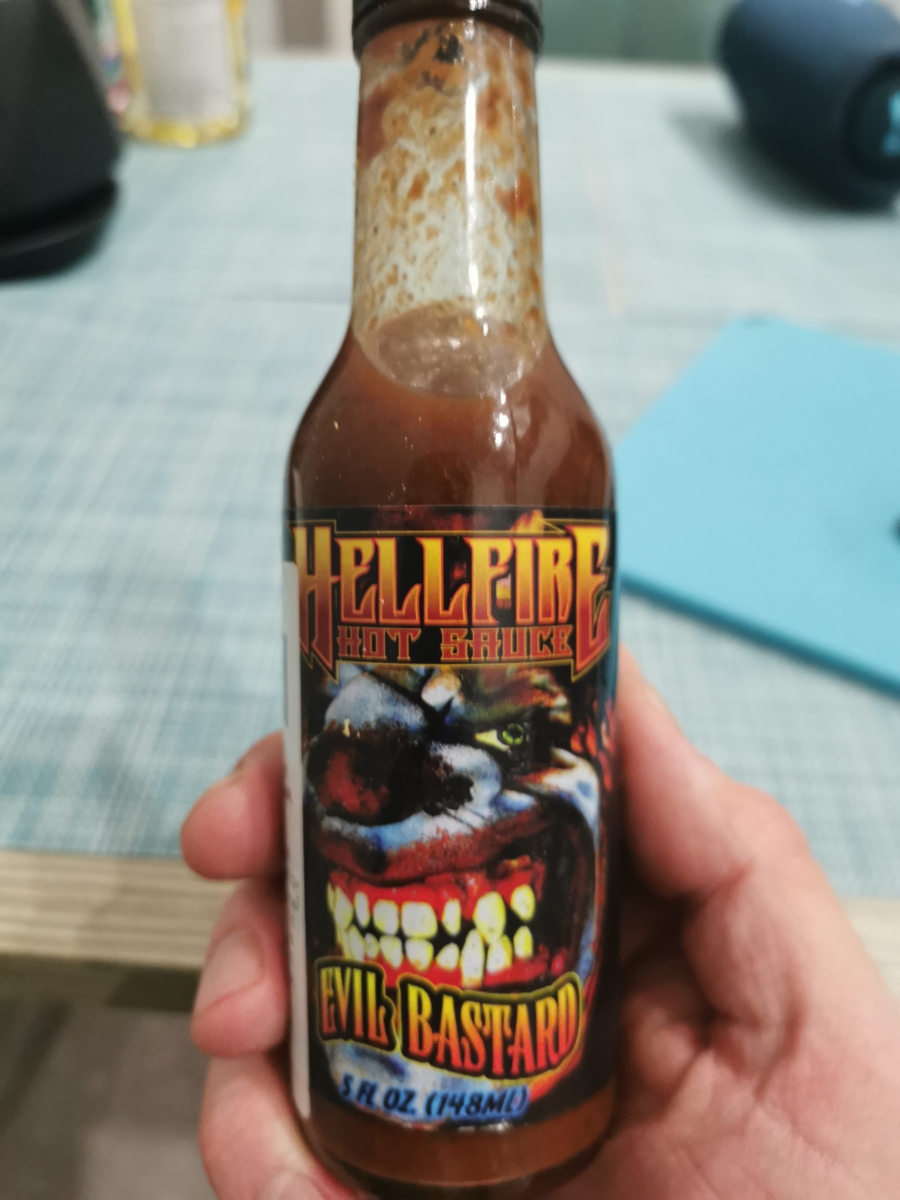 HELLFIRE
HOT SAUCE
EVIL BASTARD
5 FL OZ. (148ML)